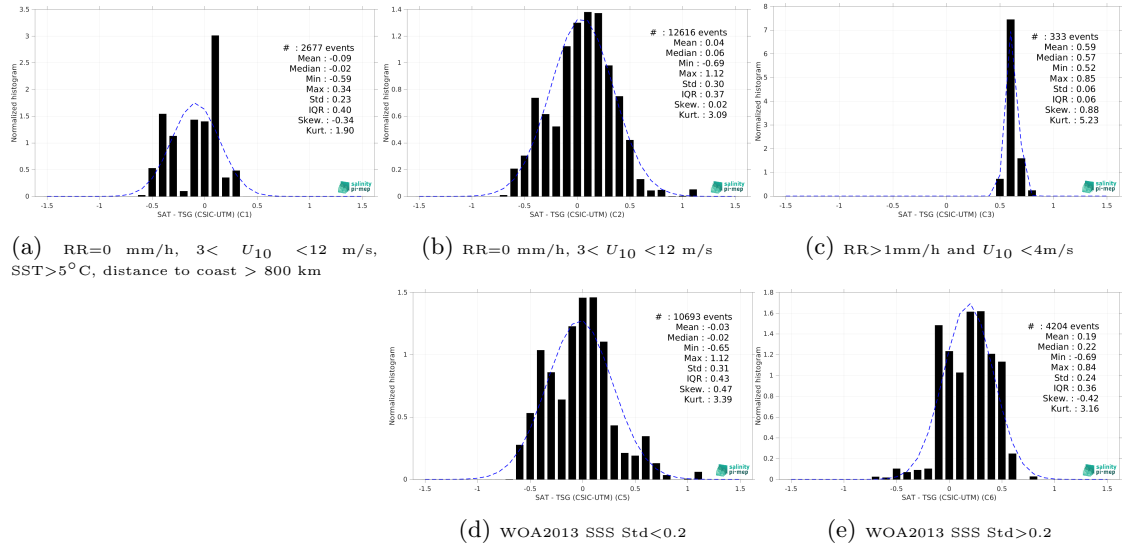 3.5
3
2.5
2
1.5
1
0.5
0
-1.5 -1 -0.5 0 0.5 1 1.5
Normalized histogram
SAT - TSG (CSIC-UTM) (C1)
# : 2677 events
Mean : -0.09
Median : -0.02
Min : -0.59
Max : 0.34
Std : 0.23
IQR : 0.40
Skew. : -0.34
Kurt. : 1.90
salinity
pi-mep
(a) RR=0 mm/h, 3< U10 <12 m/s,
SST>5°C, distance to coast > 800 km
1.4
1.2
1
0.8
0.6
0.4
0.2
0
-1.5 -1 -0.5 0 0.5 1 1.5
Normalized histogram
SAT - TSG (CSIC-UTM) (C2)
# : 12616 events
Mean : 0.04
Median : 0.06
Min : -0.69
Max : 1.12
Std : 0.30
IQR : 0.37
Skew. : 0.02
Kurt. : 3.09
salinity
pi-mep
(b) RR=0 mm/h, 3< U10 <12 m/s
8
7
6
5
4
3
2
1
0
-1.5 -1 -0.5 0 0.5 1 1.5
Normalized histogram
SAT - TSG (CSIC-UTM) (C3)
# : 333 events
Mean : 0.59
Median : 0.57
Min : 0.52
Max : 0.85
Std : 0.06
IQR : 0.06
Skew. : 0.88
Kurt. : 5.23
salinity
pi-mep
(c) RR>1mm/h and U10 <4m/s
1.5
1
0.5
0
-1.5 -1 -0.5 0 0.5 1 1.5
Normalized histogram
SAT - TSG (CSIC-UTM) (C5)
# : 10693 events
Mean : -0.03
Median : -0.02
Min : -0.65
Max : 1.12
Std : 0.31
IQR : 0.43
Skew. : 0.47
Kurt. : 3.39
salinity
pi-mep
(d) WOA2013 SSS Std<0.2
1.8
1.6
1.4
1.2
1
0.8
0.6
0.4
0.2
0
-1.5 -1 -0.5 0 0.5 1 1.5
Normalized histogram
SAT - TSG (CSIC-UTM) (C6)
# : 4204 events
Mean : 0.19
Median : 0.22
Min : -0.69
Max : 0.84
Std : 0.24
IQR : 0.36
Skew. : -0.42
Kurt. : 3.16
salinity
pi-mep
(e) WOA2013 SSS Std>0.2